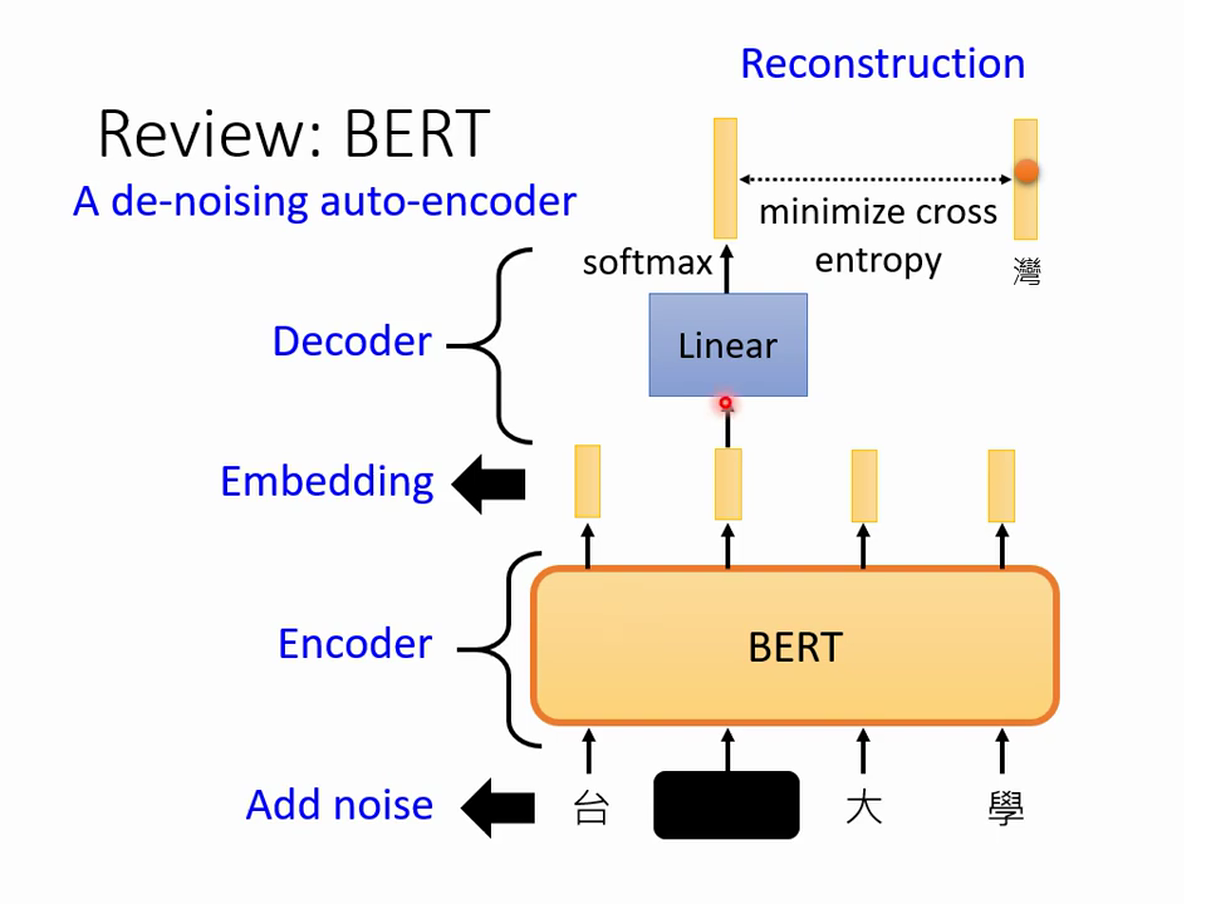 Reconstruction
Review: BERT
A de-noising auto-encoder
minimize cross
entropy
softmax
灣
Decoder
Linear
Embedding
Encoder
BERT
Add noise
台 大 學